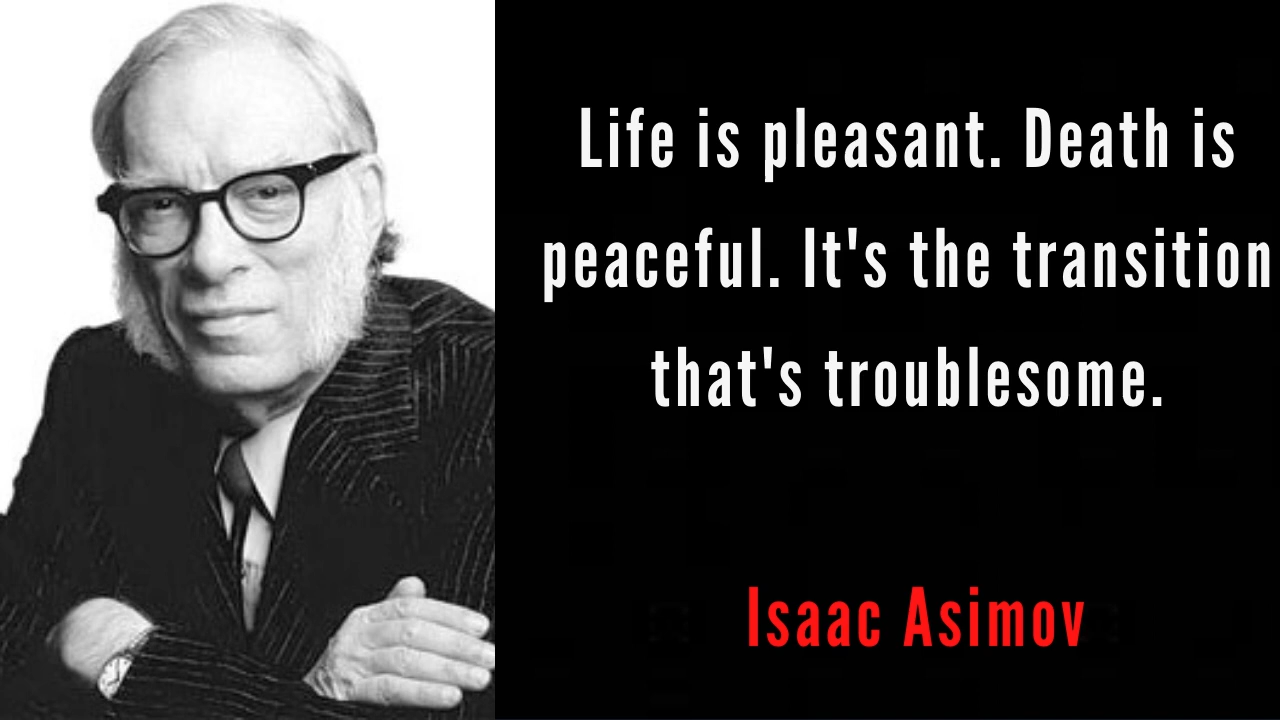 Life is pleasant. Death is
peaceful. It's the transition
that's troublesome.
Isaac Asimov